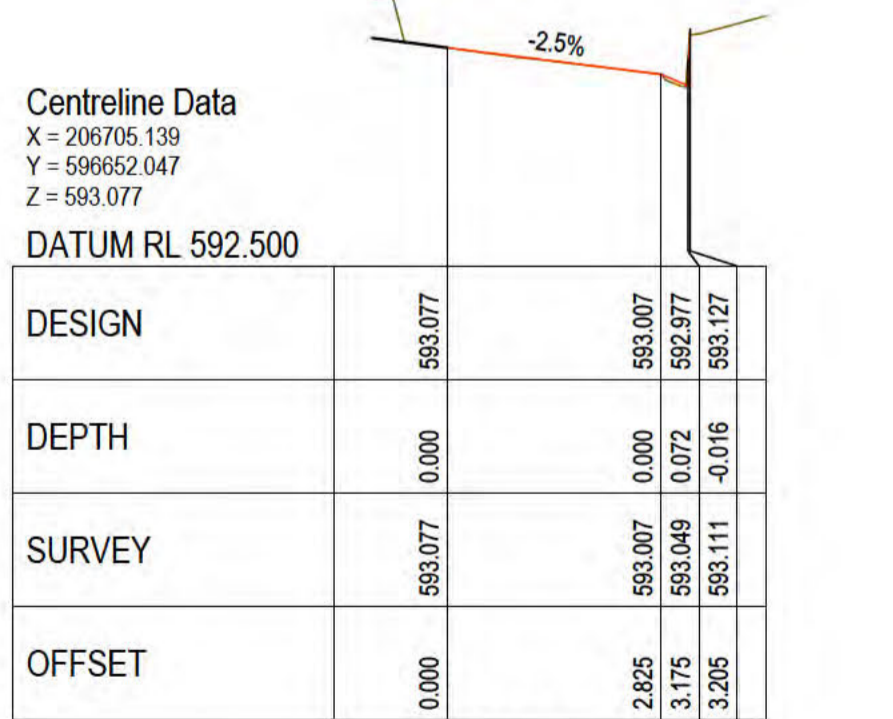 -2.5%
Centreline Data
X = 206705.139
Y = 596652.047
Z = 593.077
DATUM RL 592.500
DESIGN 593.077 593.007 592.977 593.127
DEPTH 0.000 0.000 0.072 -0.016
SURVEY 593.077 593.007 593.049 593.111
OFFSET 0.000 2.825 3.175 3.205